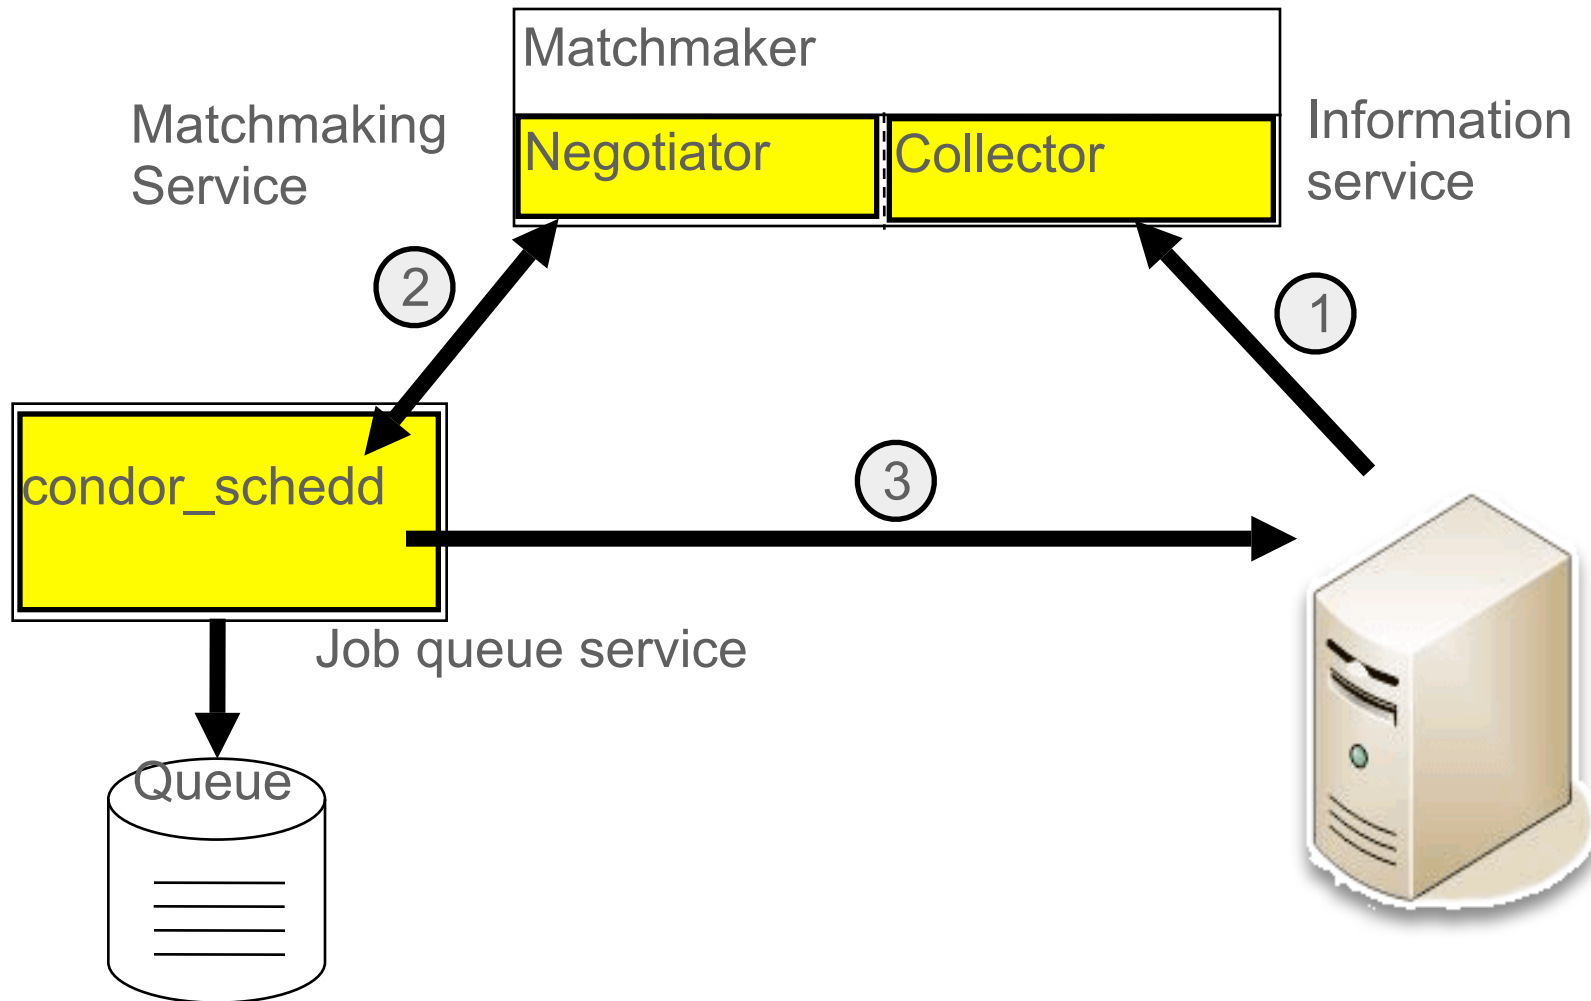 Matchmaker
Matchmaking
Service
Negotiator
Collector
Information
service
2
1
condor_schedd
3
Job queue service
Queue